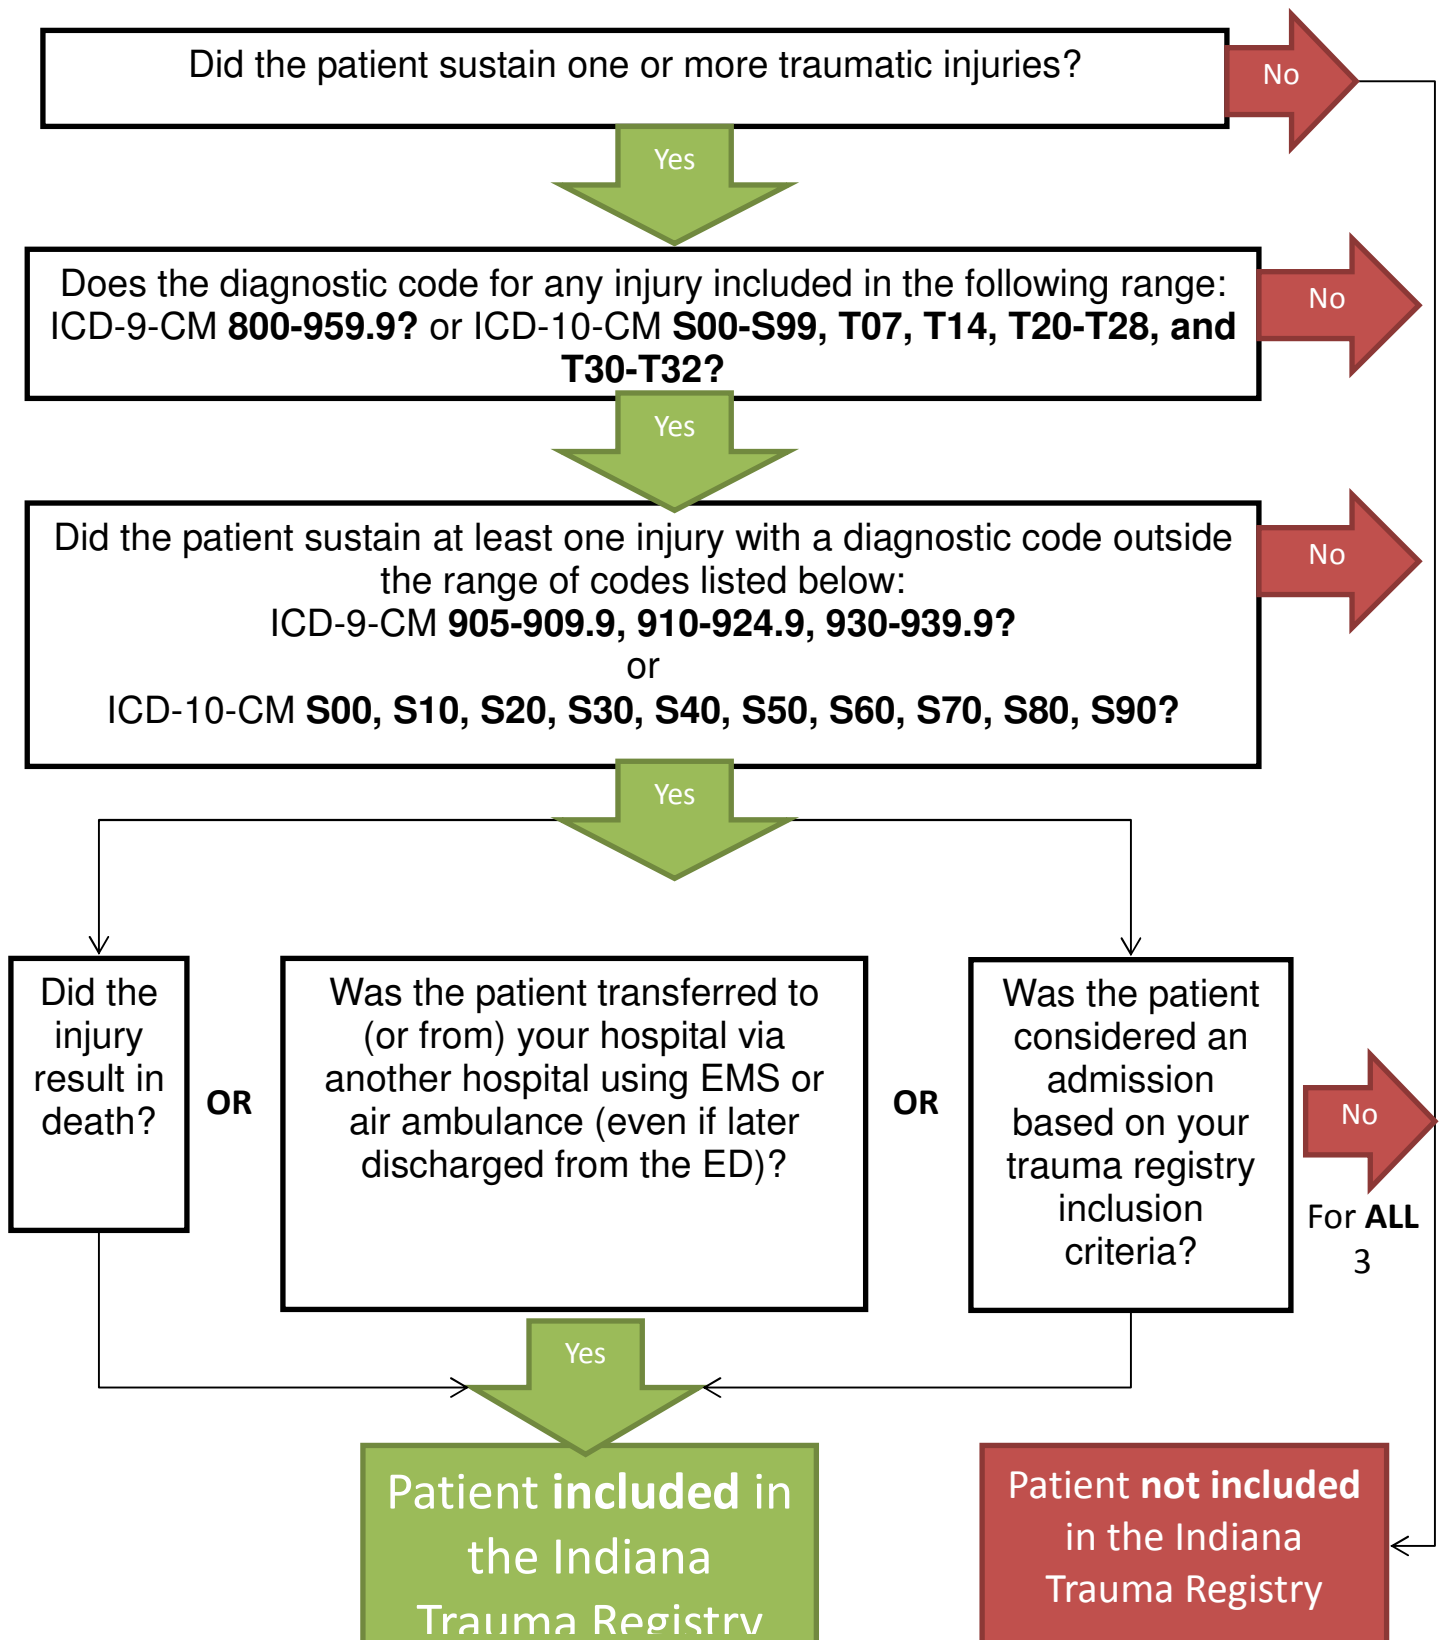 Did the patient sustain one or more traumatic injuries?
No
Yes
Does the diagnostic code for any injury included in the following range:
ICD-9-CM 800-959.9? or ICD-10-CM S00-S99, T07, T14, T20-T28, and
T30-T32?
No
Yes
Did the patient sustain at least one injury with a diagnostic code outside
the range of codes listed below:
ICD-9-CM 905-909.9, 910-924.9, 930-939.9?
or
ICD-10-CM S00, S10, S20, S30, S40, S50, S60, S70, S80, S90?
No
Yes
Did the
injury
result in
death?
OR
Was the patient transferred to
(or from) your hospital via
another hospital using EMS or
air ambulance (even if later
discharged from the ED)?
OR
Was the patient
considered an
admission
based on your
trauma registry
inclusion
criteria?
No
For ALL
3
Yes
Patient included in
the Indiana
Trauma Registry
Patient not included
in the Indiana
Trauma Registry